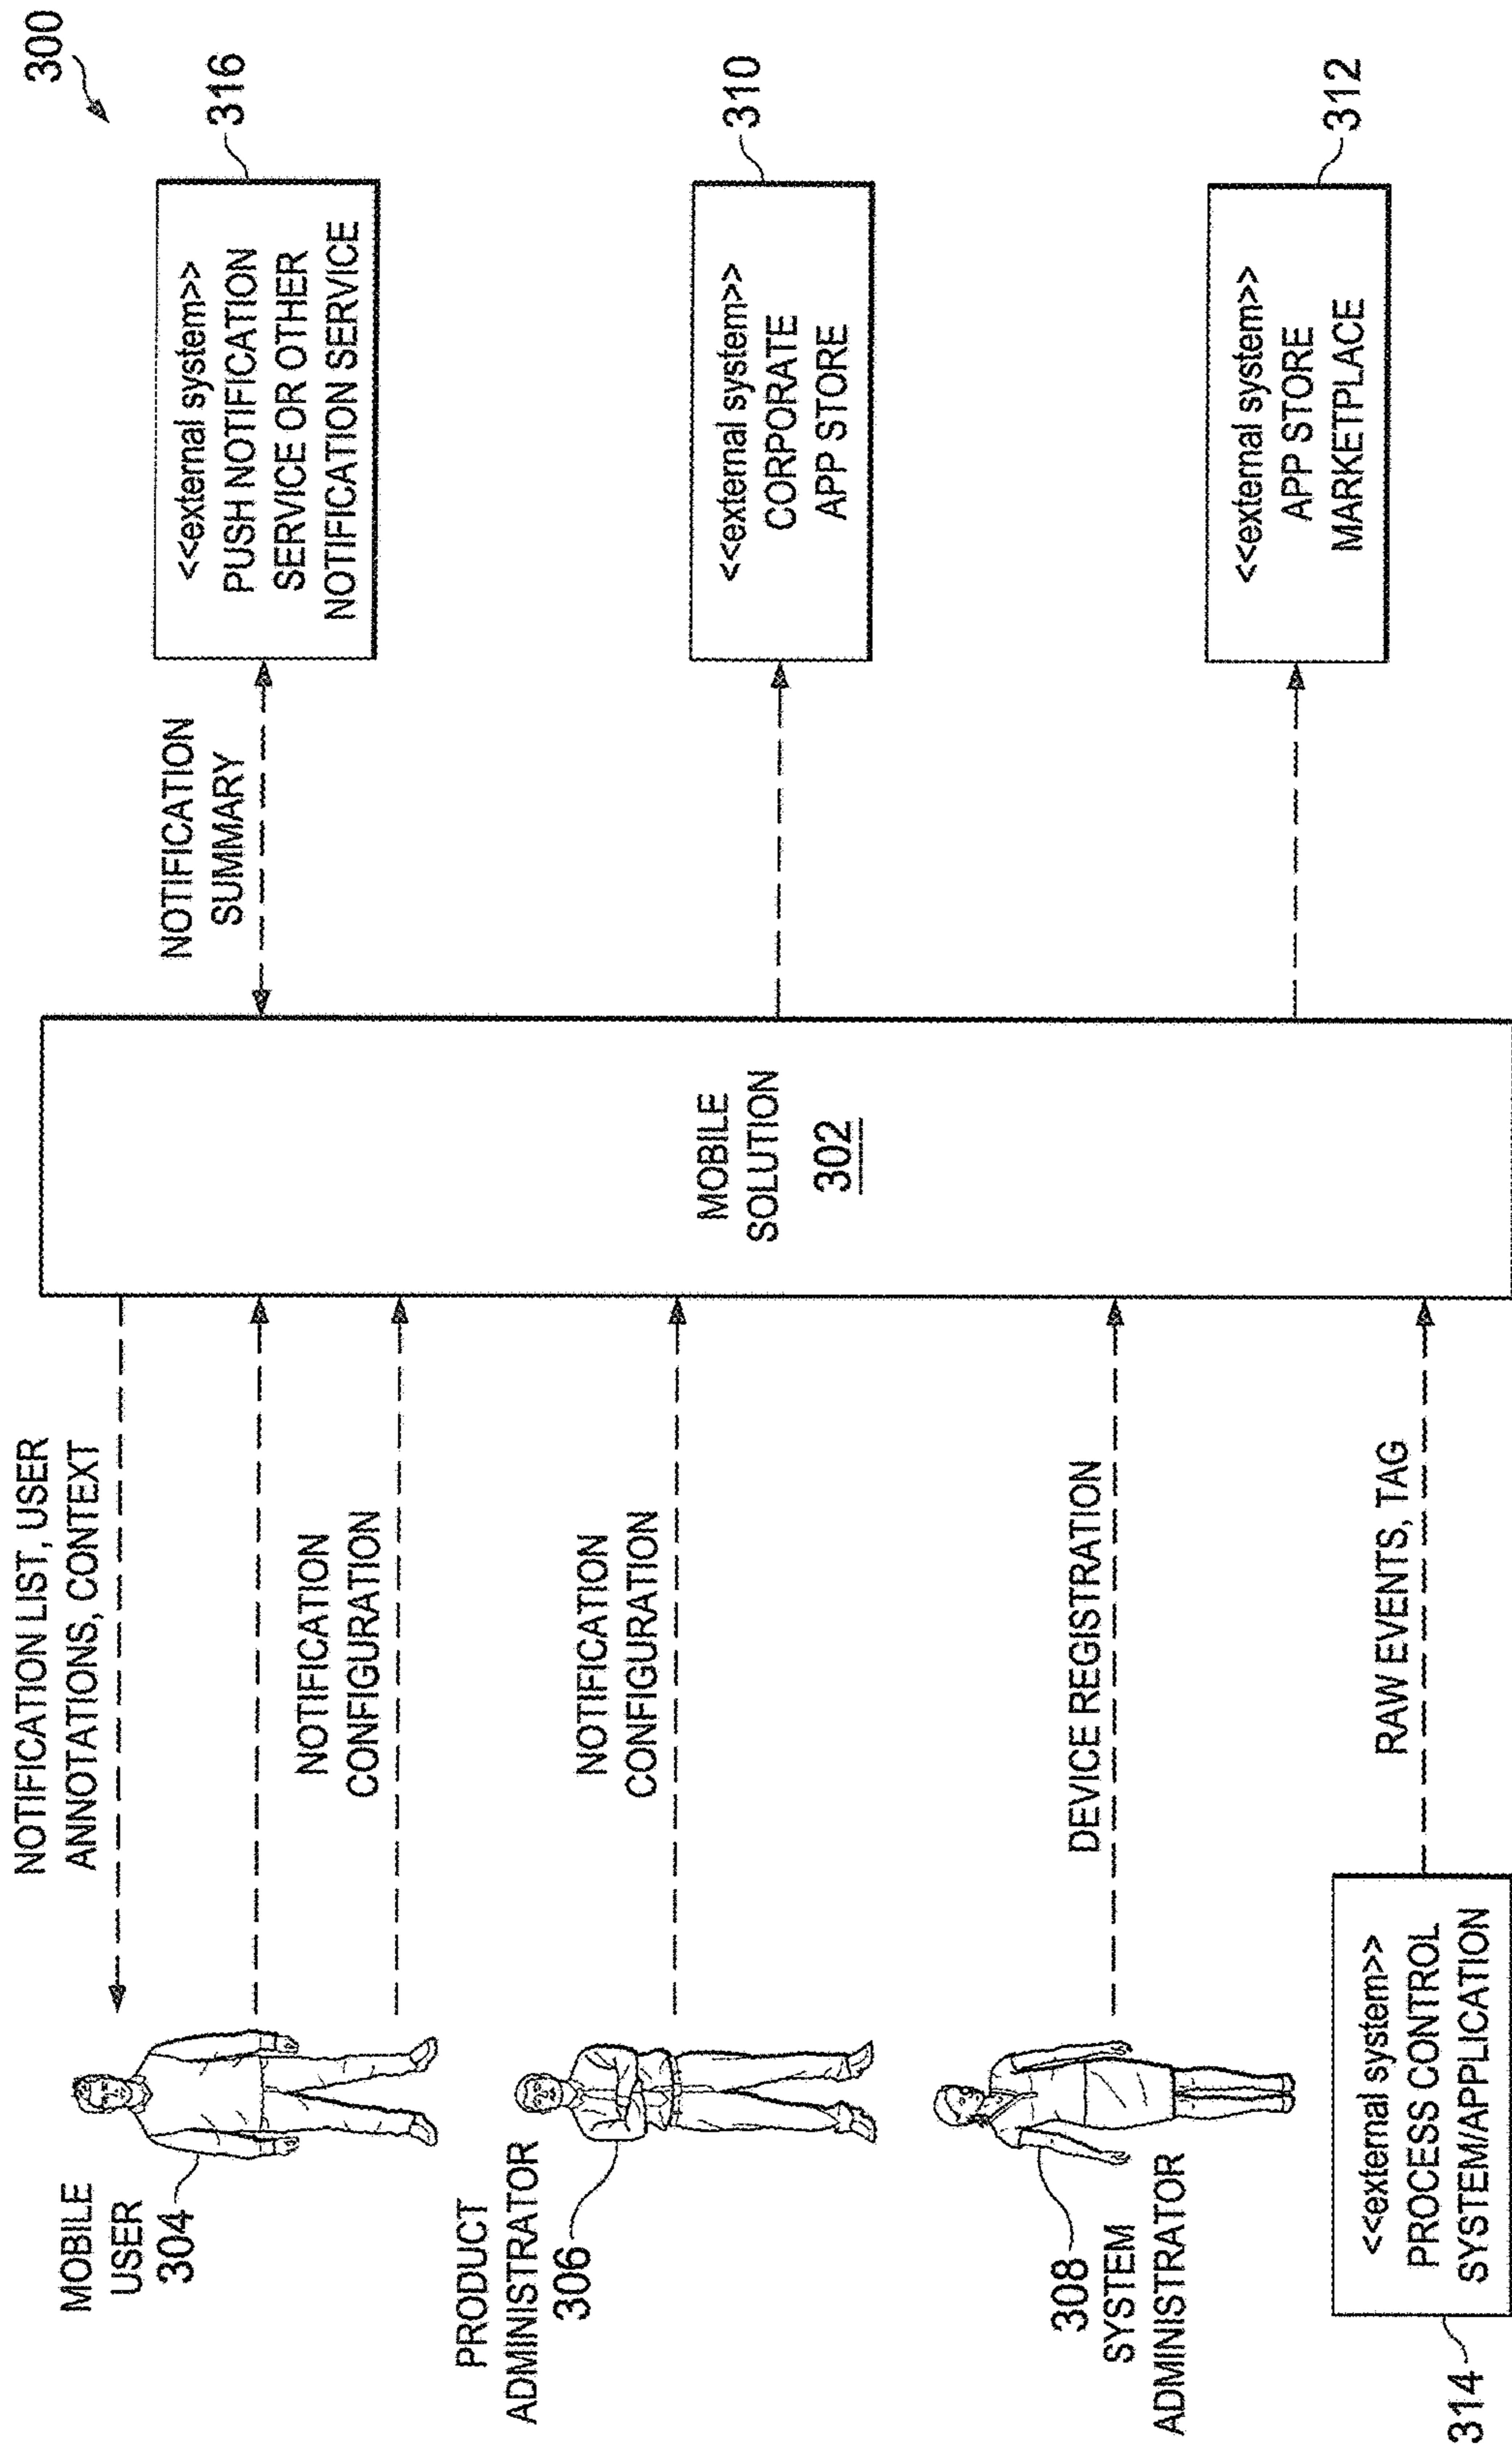 300
MOBILE
USER
304
NOTIFICATION LIST, USER
ANNOTATIONS, CONTEXT
NOTIFICATION
CONFIGURATION
PRODUCT
ADMINISTRATOR
306
NOTIFICATION
CONFIGURATION
308
SYSTEM
ADMINISTRATOR
DEVICE REGISTRATION
314
<<external system>>
PROCESS CONTROL
SYSTEM/APPLICATION
RAW EVENTS, TAG
MOBILE
SOLUTION
302
NOTIFICATION
SUMMARY
<<external system>>
PUSH NOTIFICATION
SERVICE OR OTHER
NOTIFICATION SERVICE
316
<<external system>>
CORPORATE
APP STORE
310
<<external system>>
APP STORE
MARKETPLACE
312